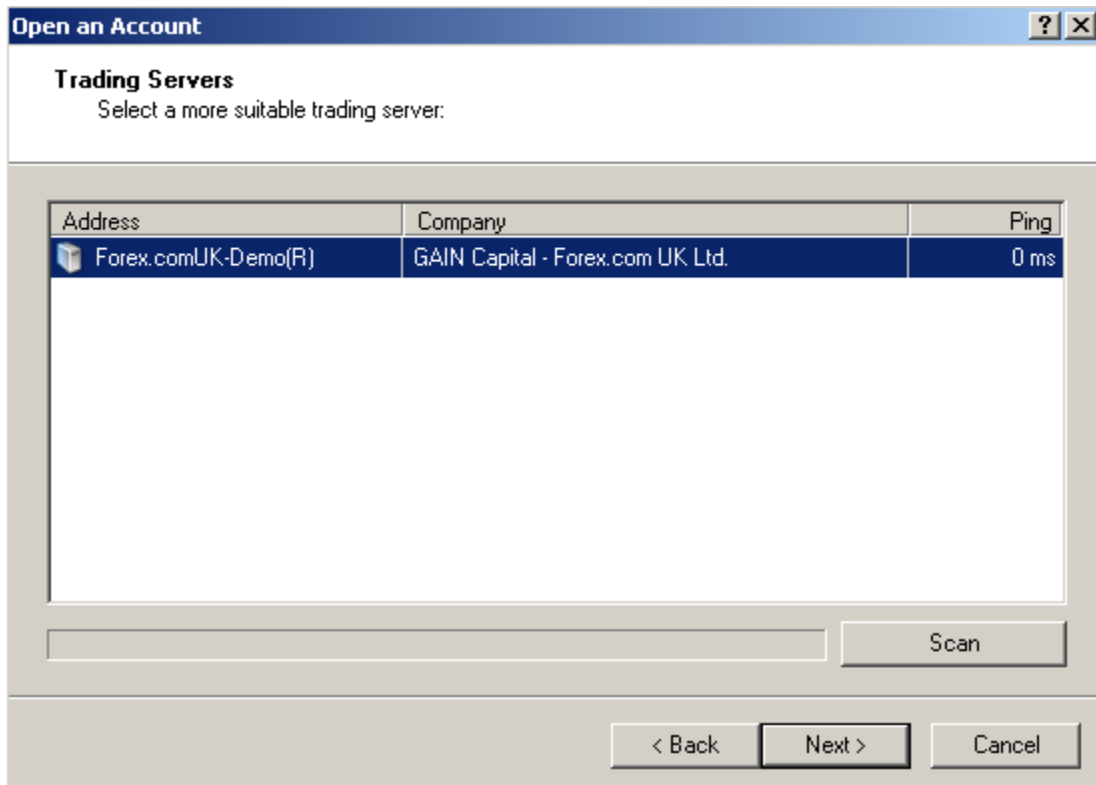 Open an Account
Trading Servers
Select a more suitable trading server:
Address Company Ping
Forex.comUK-Demo(R) GAIN Capital - Forex.com UK Ltd. 0 ms
Scan
< Back Next > Cancel